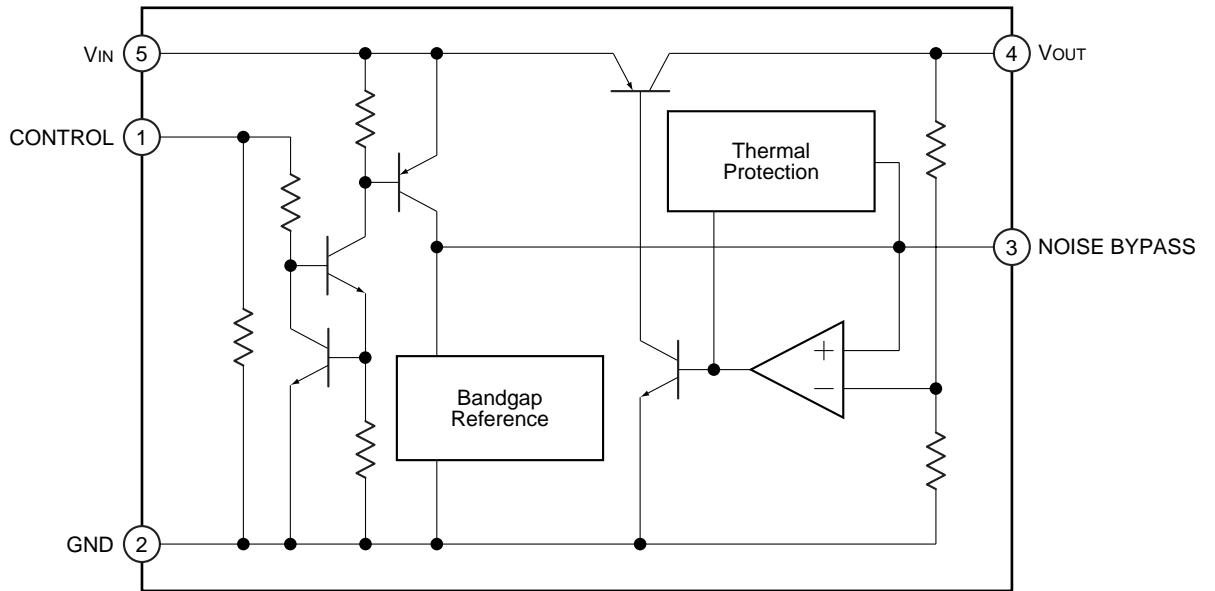 VIN 5
4 VOUT
CONTROL 1
Thermal
Protection
3 NOISE BYPASS
+
−
Bandgap
Reference
GND 2